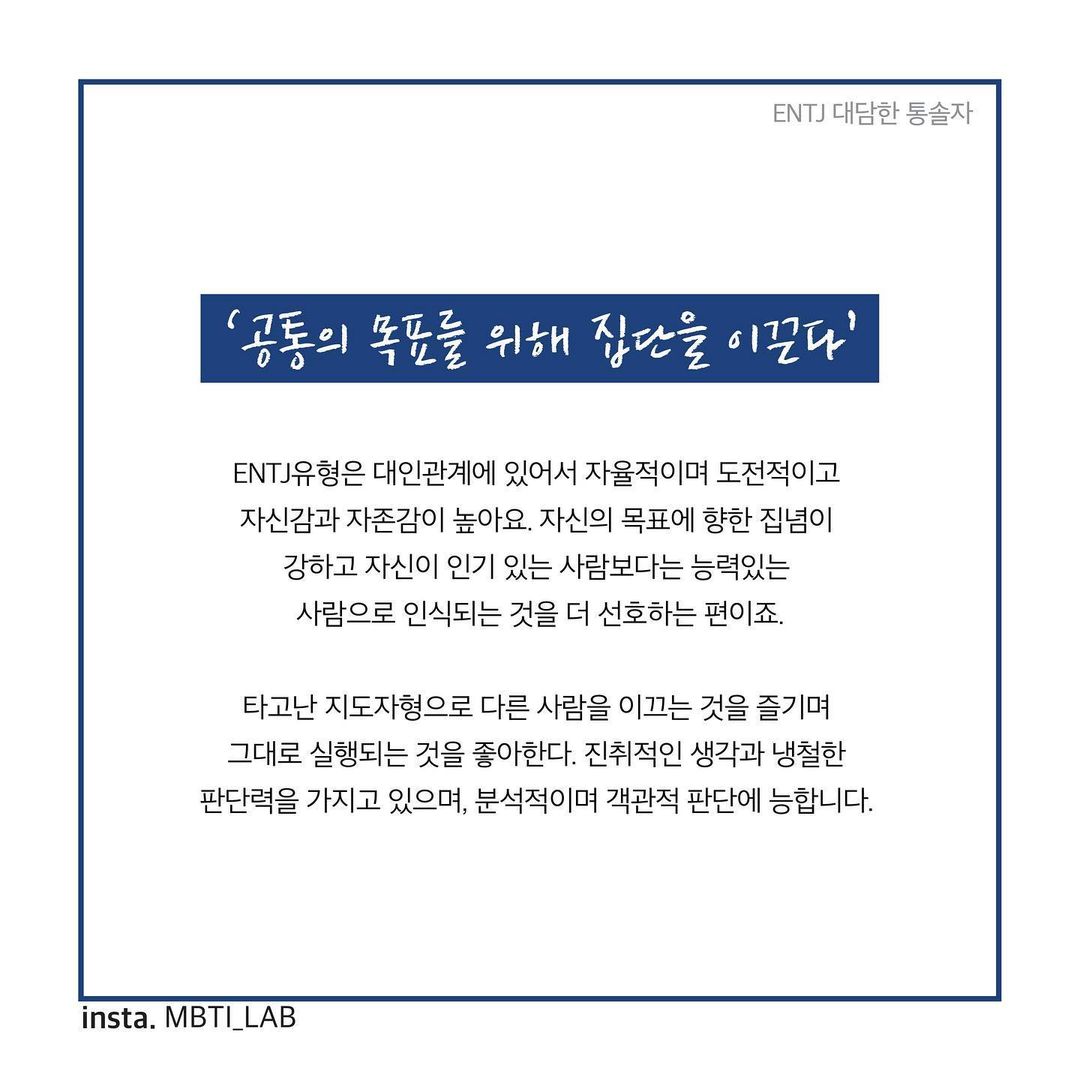 ENTJ 대담한 통솔자
‘공통의 목표를 위해 집단을 이끈다’
ENTJ유형은 대인관계에 있어서 자율적이며 도전적이고
자신감과 자존감이 높아요. 자신의 목표에 향한 집념이
강하고 자신이 인기 있는 사람보다는 능력있는
사람으로 인식되는 것을 더 선호하는 편이죠.
타고난 지도자형으로 다른 사람을 이끄는 것을 즐기며
그대로 실행되는 것을 좋아한다. 진취적인 생각과 냉철한
판단력을 가지고 있으며, 분석적이며 객관적 판단에 능합니다.
insta. MBTI_LAB